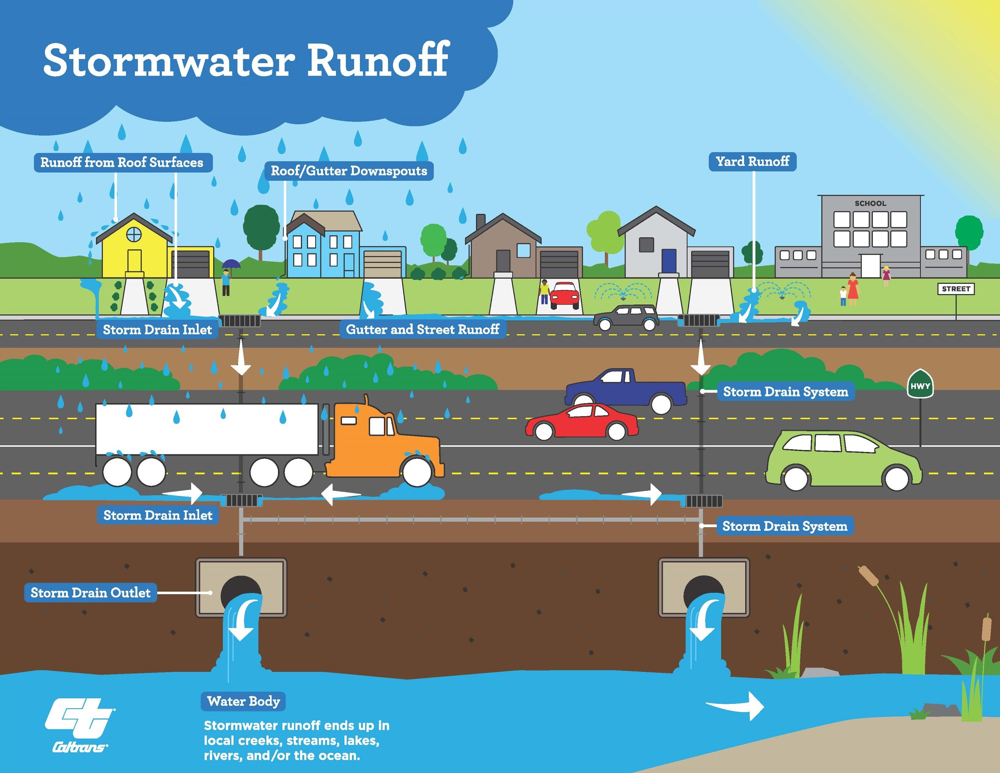 Stormwater Runoff
Runoff from Roof Surfaces
Roof/Gutter Downspouts
Yard Runoff
SCHOOL
STREET
Storm Drain Inlet
Gutter and Street Runoff
HWY
Storm Drain System
Storm Drain Inlet
Storm Drain System
Storm Drain Outlet
Water Body
Stormwater runoff ends up in
local creeks, streams, lakes,
rivers, and/or the ocean.
ct
Caltrans®